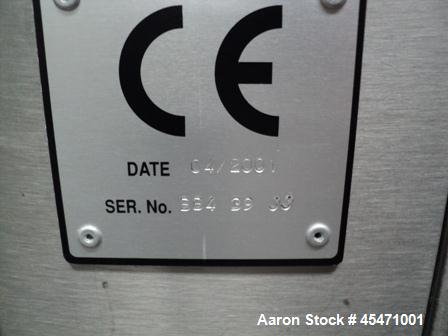 CE
DATE 04/2001
SER. No.
Aaron Stock # 45471001